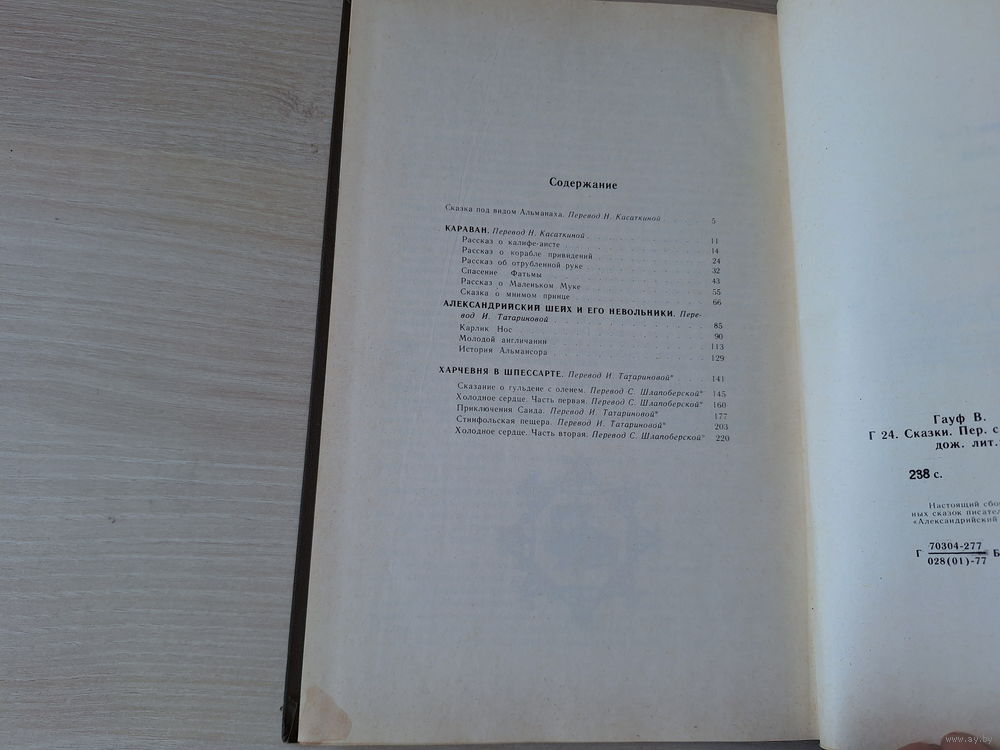 Содержание
Сказка под видом Альманаха. Перевод Н. Касаткиной . . . 5
КАРАВАН. Перевод Н. Касаткиной . . . 11
Рассказ о калифе-аисте . . . 14
Рассказ о корабле привидений . . . 24
Рассказ об отрубленной руке . . . 32
Спасение Фатьмы . . . 43
Рассказ о Маленьком Муке . . . 55
Сказка о мнимом принце . . . 66
АЛЕКСАНДРИЙСКИЙ ШЕЙХ И ЕГО НЕВОЛЬНИКИ. Пере-
вод И. Татариновой . . . 85
Карлик Нос . . . 90
Молодой англичанин . . . 113
История Альмансора . . . 129
ХАРЧЕВНЯ В ШПЕССАРТЕ. Перевод И. Татариновой* . . . 141
Сказание о гульдене с оленем. Перевод С. Шлапоберской* 145
Холодное сердце. Часть первая. Перевод С. Шлапоберской* 160
Приключения Саида. Перевод И. Татариновой* 177
Стинфольская пещера. Перевод И. Татариновой* 203
Холодное сердце. Часть вторая. Перевод С. Шлапоберской* 220
Гауф В.
Г 24. Сказки. Пер. с
дож. лит.
238 с.
Настоящий сбо
ных сказок писател
«Александрийский
Г 70304-277 Б
028(01)-77
www.ay.by